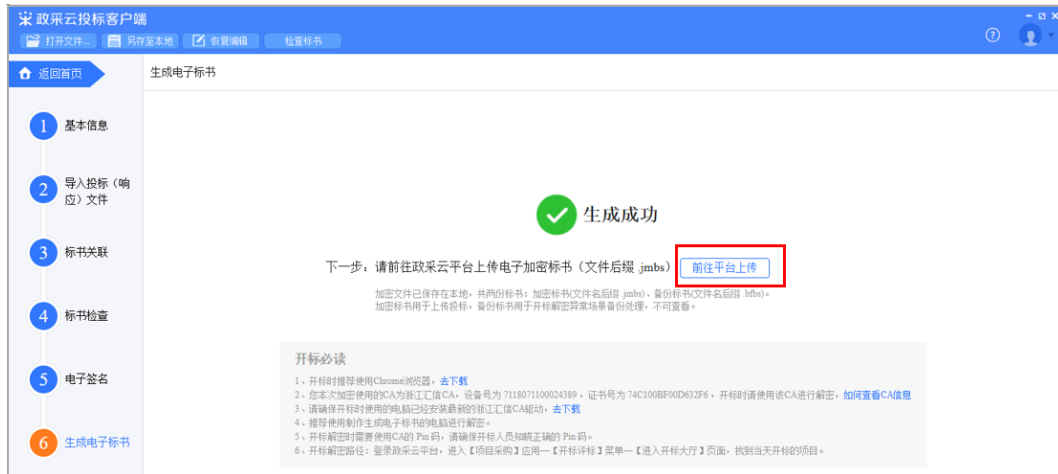 政采云投标客户端
打开文件... 另存至本地 恢复编辑 检查标书
返回首页
生成电子标书
1 基本信息
2 导入投标（响应）文件
3 标书关联
4 标书检查
5 电子签名
6 生成电子标书
生成成功
下一步：请前往政采云平台上传电子加密标书（文件后缀 .jmbs） 前往平台上传
加密文件已保存在本地，共两份标书：加密标书(文件名后缀 .jmbs)、备份标书(文件名后缀 .bfbs)。
加密标书用于上传投标，备份标书用于开标解密异常场景备份处理，不可查看。
开标必读
1、开标时推荐使用Chrome浏览器，去下载
2、您本次加密使用的CA为浙江汇信CA，设备号为 7118071100024389 ，证书号为 74C100BF00D632F6 ，开标时请使用该CA进行解密，如何查看CA信息
3、请确保开标时使用的电脑已经安装最新的浙江汇信CA驱动，去下载
4、推荐使用制作生成电子标书的电脑进行解密。
5、开标解密时需要使用CA的 Pin 码，请确保开标人员知晓正确的 Pin 码。
6、开标解密路径：登录政采云平台，进入【项目采购】应用—【开标评标】菜单—【进入开标大厅】页面，找到当天开标的项目。